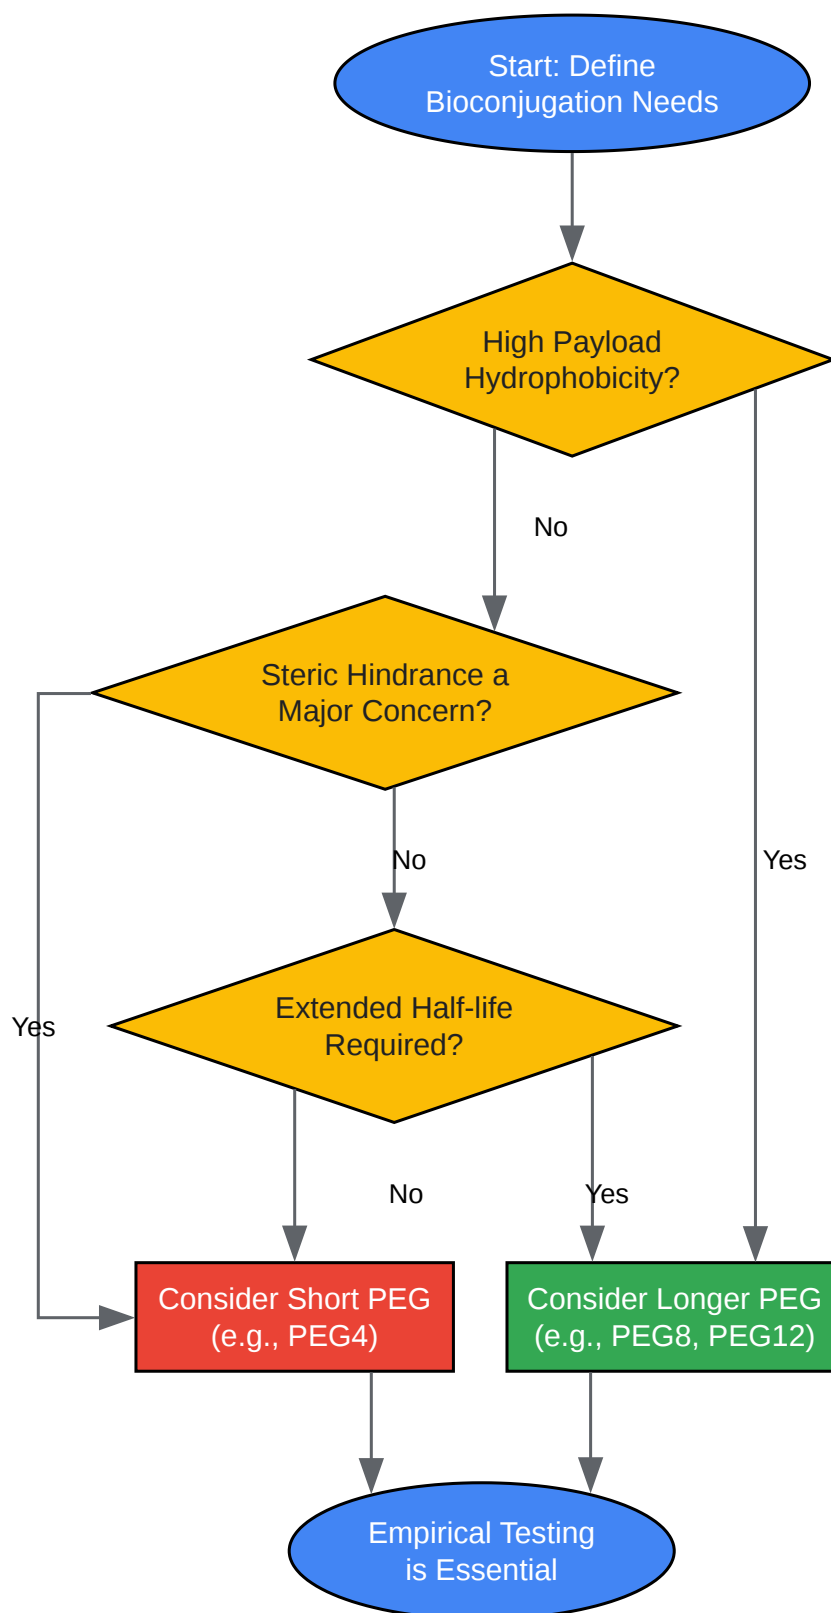 Start: Define
Bioconjugation Needs
High Payload
Hydrophobicity?
No
Steric Hindrance a
Major Concern?
No
Yes
Extended Half-life
Required?
Yes
No
Yes
Consider Short PEG
(e.g., PEG4)
Consider Longer PEG
(e.g., PEG8, PEG12)
Empirical Testing
is Essential